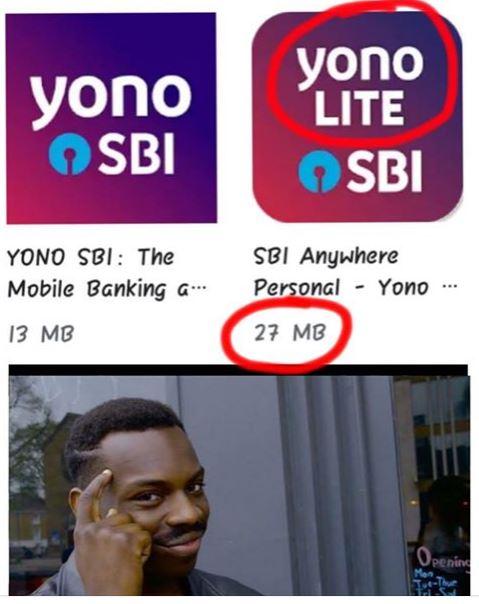 yono
SBI
yono
LITE
SBI
YONO SBI: The
Mobile Banking a...
13 MB
SBI Anywhere
Personal - Yono ...
27 MB
Opening
Mon
Tue-Thur
Fri-Sat